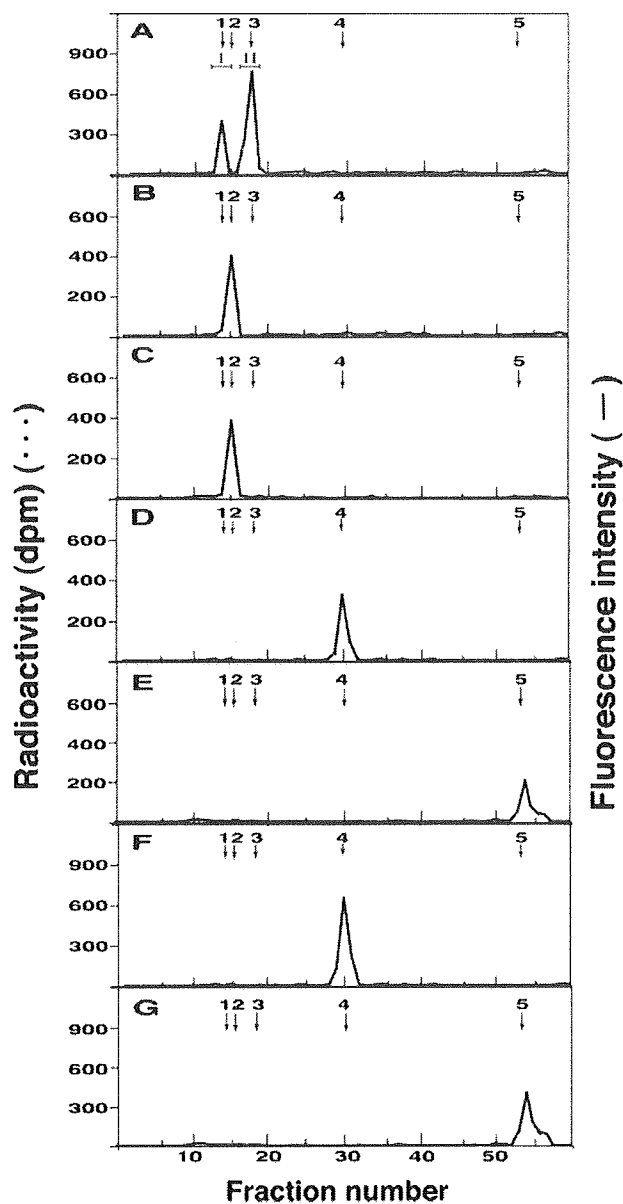 A 1 2 3 4 5
I II
900
600
300
B 1 2 3 4 5
600
400
200
C 1 2 3 4 5
600
400
200
D 1 2 3 4 5
600
400
200
E 1 2 3 4 5
600
400
200
F 1 2 3 4 5
900
600
300
G 1 2 3 4 5
900
600
300
10 20 30 40 50
Fraction number
Radioactivity (dpm) (···)
Fluorescence intensity (—)